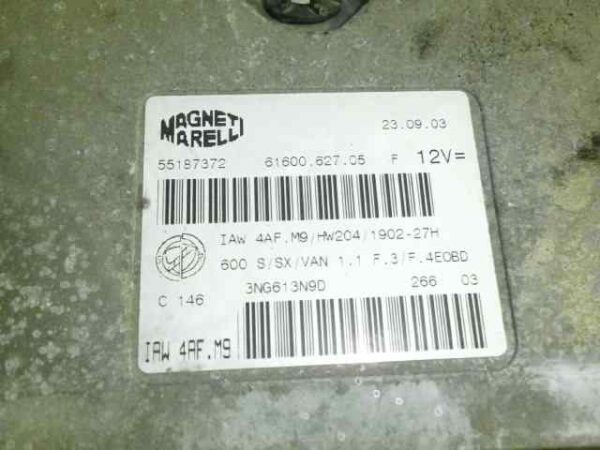 MAGNETI MARELLI 23.09.03
55187372 61600.627.05 F 12V=
IAW 4AF.M9/HW204/1902-27H
600 S/SX/VAN 1.1 F.3/F.4EOBD
3NG613N9D 266 03
C 146
IAW 4AF.M9